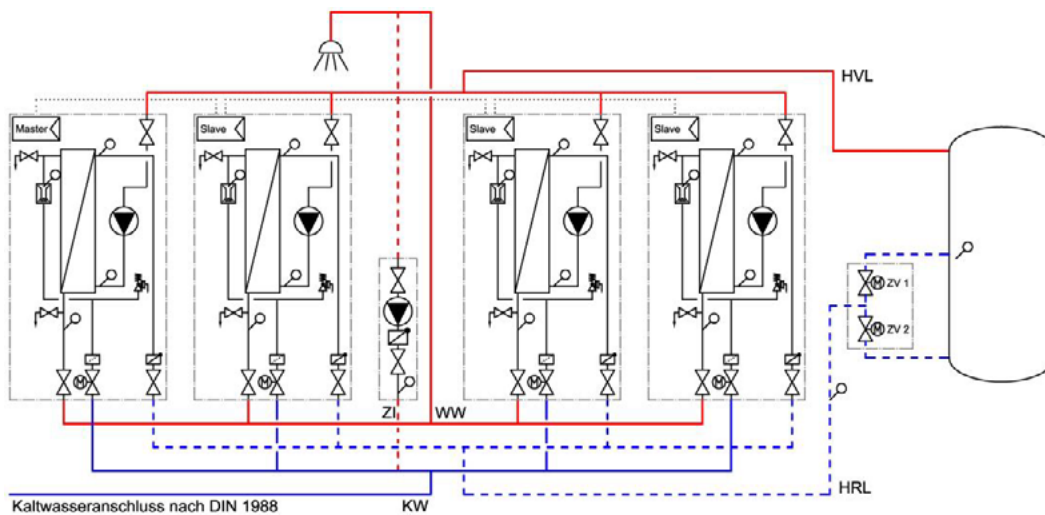 HVL
Master
Slave
Slave
Slave
M ZV 1
M ZV 2
M
M
M
M
ZI
WW
HRL
Kaltwasseranschluss nach DIN 1988
KW